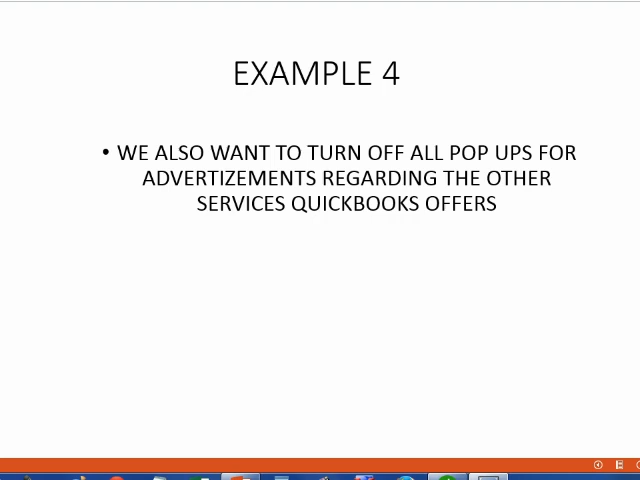 EXAMPLE 4
• WE ALSO WANT TO TURN OFF ALL POP UPS FOR
ADVERTIZEMENTS REGARDING THE OTHER
SERVICES QUICKBOOKS OFFERS